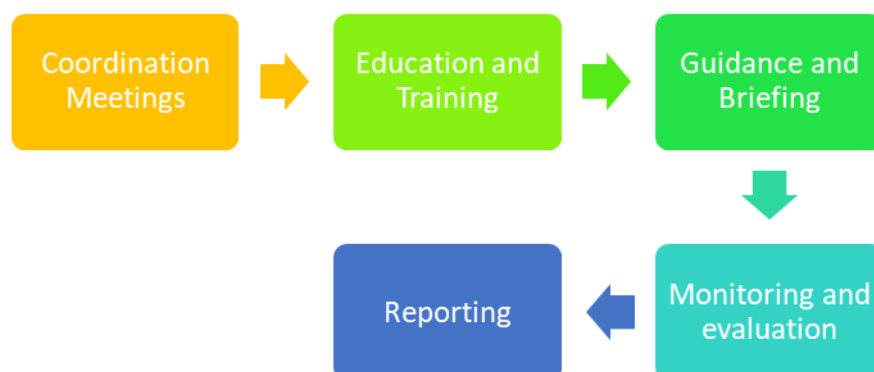 Coordination
Meetings
Education and
Training
Guidance and
Briefing
Monitoring and
evaluation
Reporting